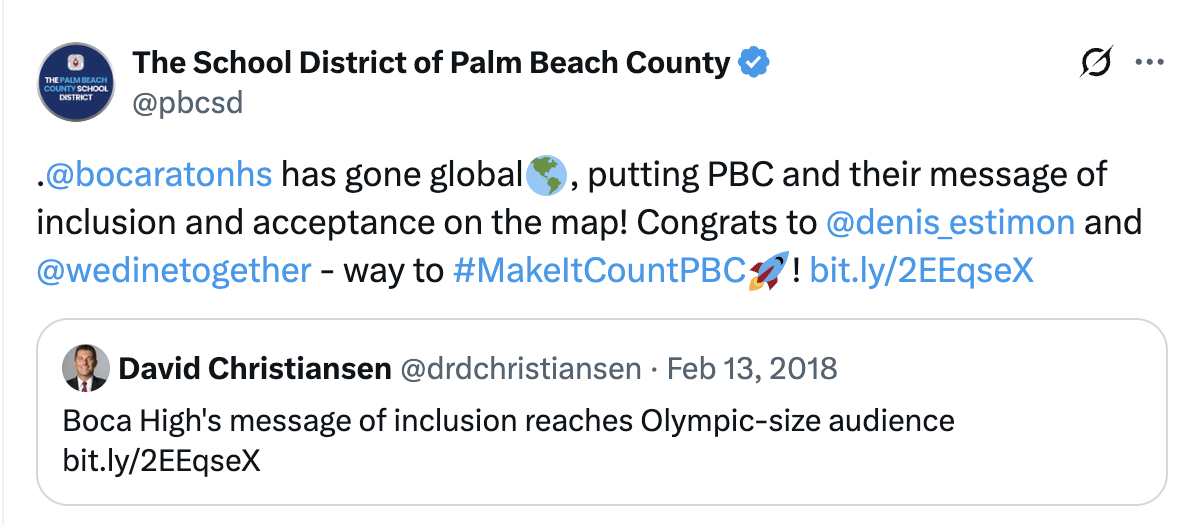 THE PALM BEACH
COUNTY SCHOOL
DISTRICT
The School District of Palm Beach County
@pbcsd
.@bocaratonhs has gone global🌎, putting PBC and their message of
inclusion and acceptance on the map! Congrats to @denis_estimon and
@wedinetogether - way to #MakeItCountPBC🚀! bit.ly/2EEqseX
David Christiansen @drdchristiansen · Feb 13, 2018
Boca High's message of inclusion reaches Olympic-size audience
bit.ly/2EEqseX